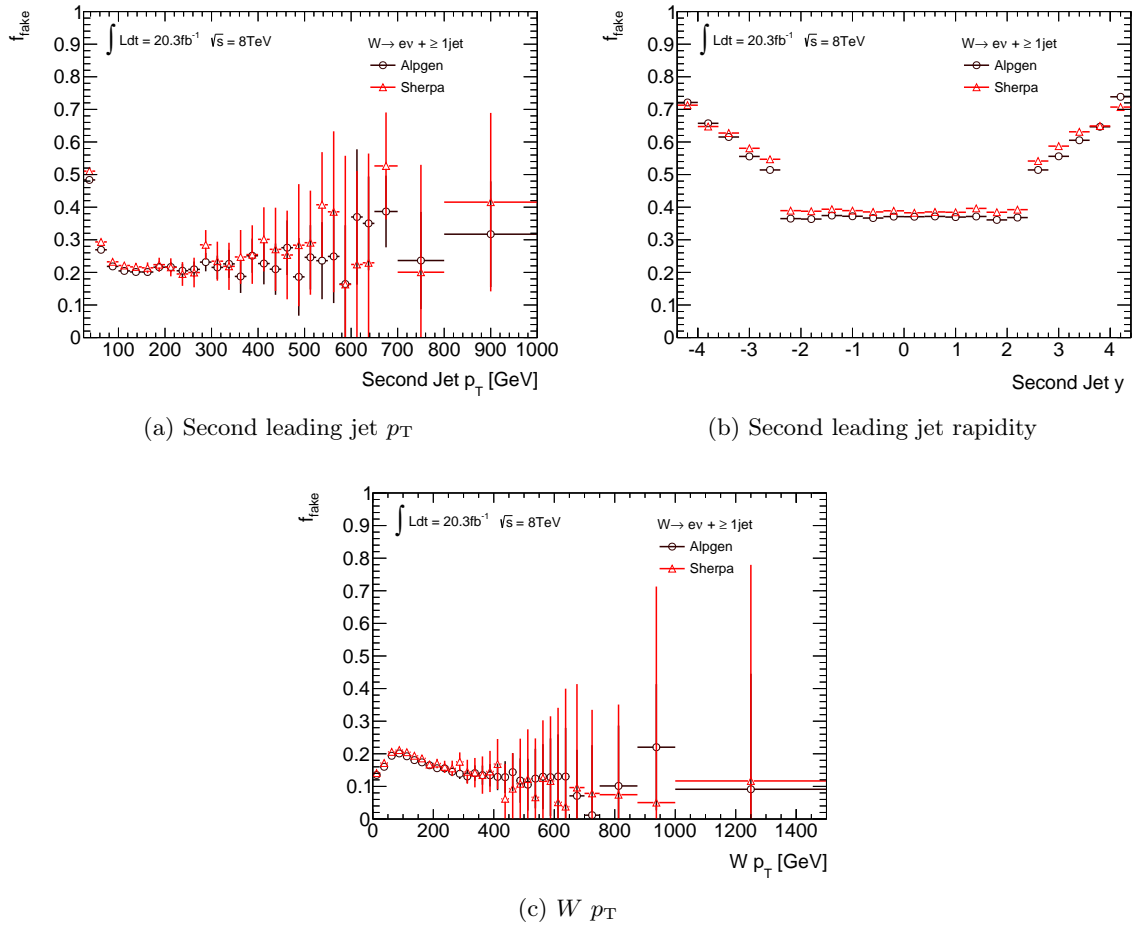 f_fake
1
0.9
0.8
0.7
0.6
0.5
0.4
0.3
0.2
0.1
0
∫ Ldt = 20.3fb⁻¹ √s = 8TeV
W→ eν + ≥ 1jet
Alpgen
Sherpa
100 200 300 400 500 600 700 800 900 1000
Second Jet p_T [GeV]
(a) Second leading jet p_T
f_fake
1
0.9
0.8
0.7
0.6
0.5
0.4
0.3
0.2
0.1
0
∫ Ldt = 20.3fb⁻¹ √s = 8TeV
W→ eν + ≥ 1jet
Alpgen
Sherpa
-4 -3 -2 -1 0 1 2 3 4
Second Jet y
(b) Second leading jet rapidity
f_fake
1
0.9
0.8
0.7
0.6
0.5
0.4
0.3
0.2
0.1
0
∫ Ldt = 20.3fb⁻¹ √s = 8TeV
W→ eν + ≥ 1jet
Alpgen
Sherpa
0 200 400 600 800 1000 1200 1400
W p_T [GeV]
(c) W p_T